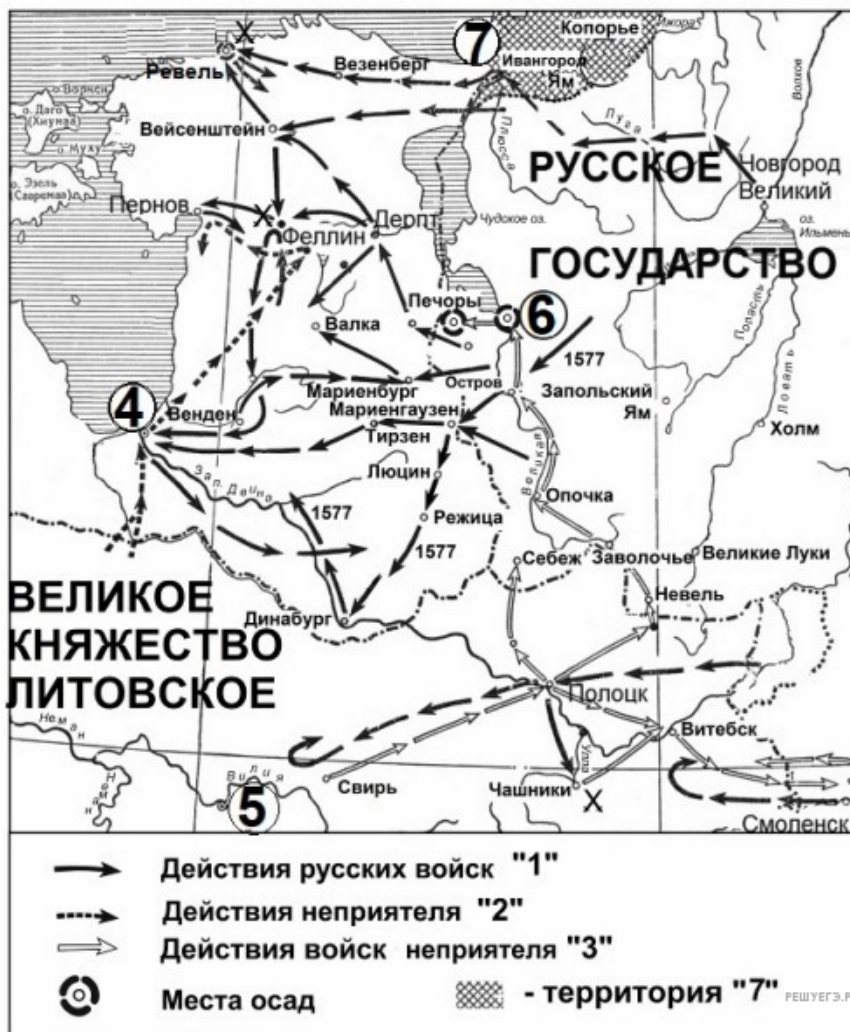 Копорье
Ижора
7
Ивангород
Ям
Ревель
Везенберг
Волхов
о. Даго
(Хиумаа)
Вейсенштейн
Плюсса
Луга
о. Муху
РУССКОЕ
Новгород
Великий
о. Эзель
(Сааремаа)
Пернов
Дерпт
Чудское оз.
оз.
Ильмень
Феллин
ГОСУДАРСТВО
Печоры
6
Полисть
Валка
1577
Ловать
4
Мариенбург
Остров
Запольский
Ям
Венден
Мариенгаузен
Холм
Тирзен
Зап. Двина
Люцин
Великая
Опочка
1577
Режица
1577
Себеж
Заволочье
Великие Луки
ВЕЛИКОЕ
КНЯЖЕСТВО
ЛИТОВСКОЕ
Невель
Динабург
Полоцк
Неман
Витебск
Улла
Вилия
Свирь
Чашники
Х
Неман
5
Смоленск
Действия русских войск "1"
Действия неприятеля "2"
Действия войск неприятеля "3"
Места осад
- территория "7"
РЕШУЕГЭ.Р